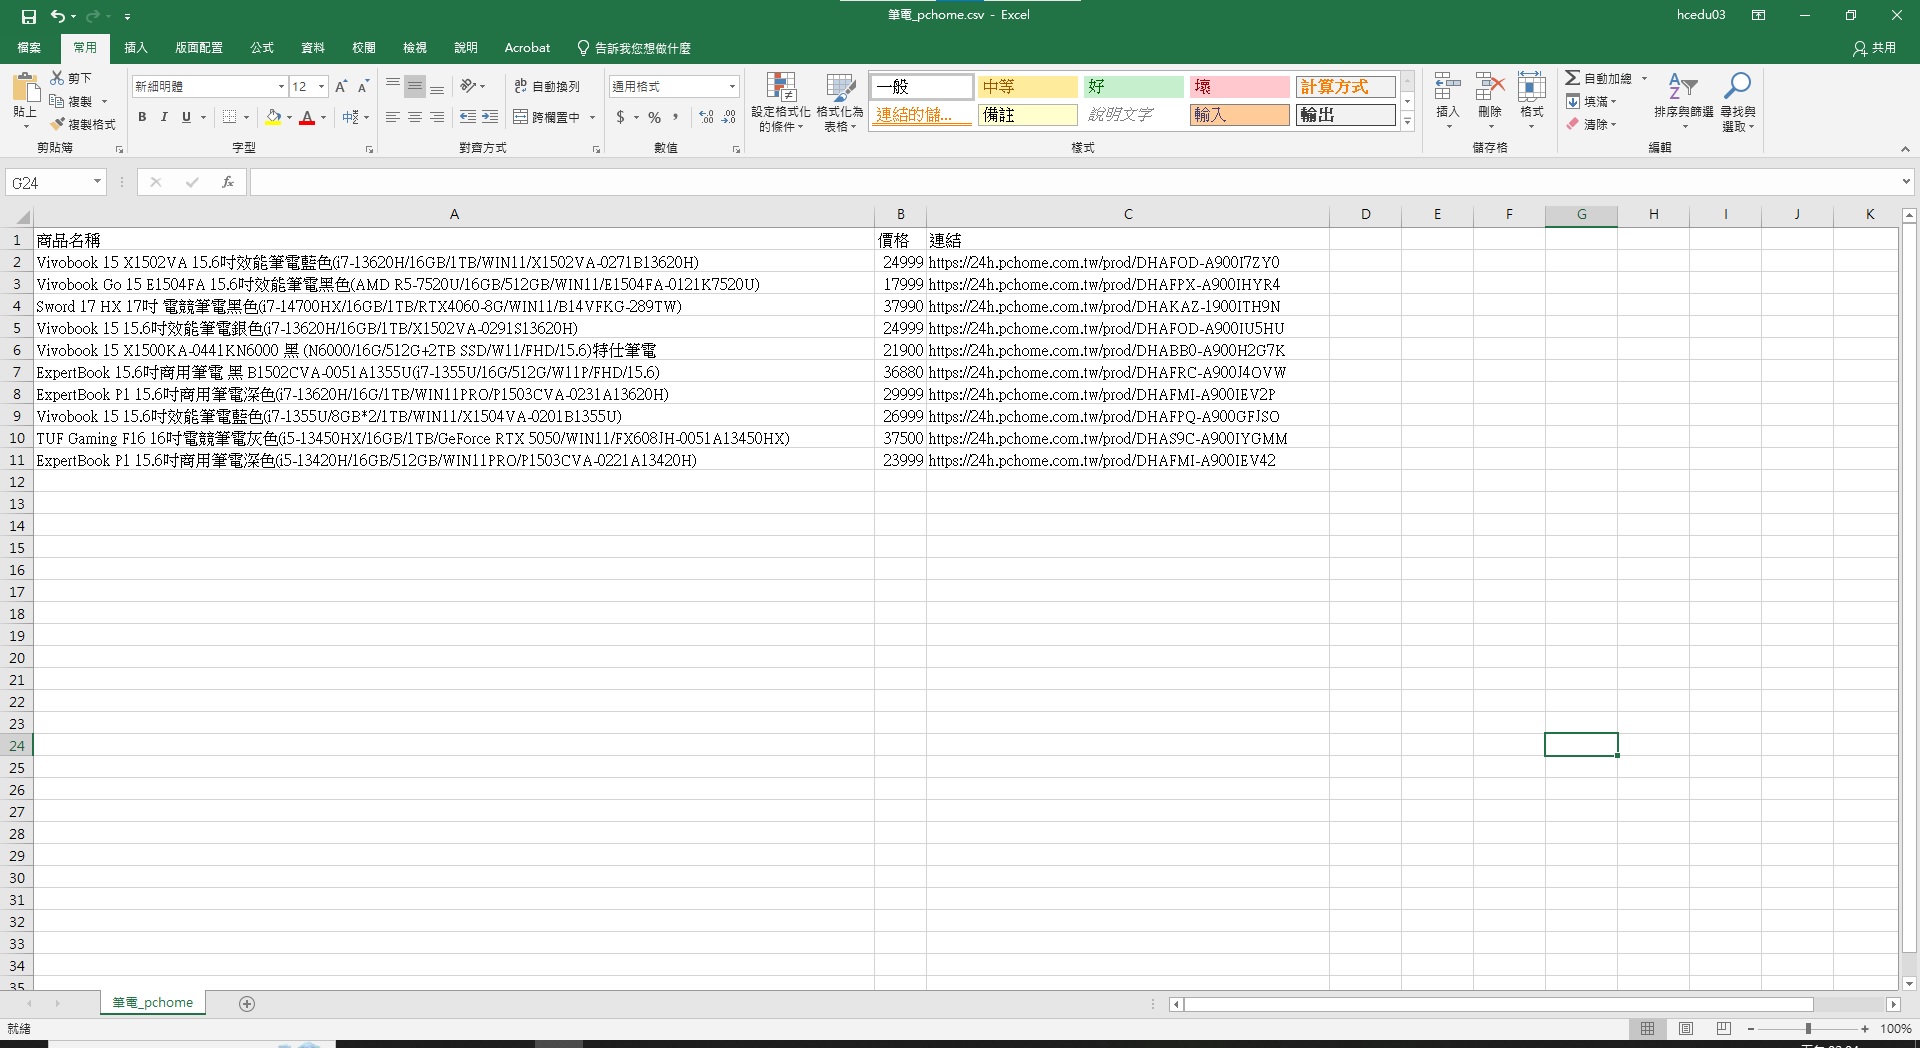 筆電_pchome.csv - Excel
hcedu03
檔案 常用 插入 版面配置 公式 資料 校閱 檢視 說明 Acrobat 告訴我您想做什麼 共用
貼上
剪下
複製
複製格式
剪貼簿
新細明體 12
B I U
字型
自動換列
跨欄置中
對齊方式
通用格式
$ % ,
數值
設定格式化的條件
格式化為表格
一般 中等 好 壞 計算方式
連結的儲... 備註 說明文字 輸入 輸出
樣式
插入 刪除 格式
儲存格
自動加總
填滿
清除
排序與篩選
尋找與選取
編輯
G24
fx
A B C D E F G H I J K
1 商品名稱 價格 連結
2 Vivobook 15 X1502VA 15.6吋效能筆電藍色(i7-13620H/16GB/1TB/WIN11/X1502VA-0271B13620H) 24999 https://24h.pchome.com.tw/prod/DHAFOD-A900I7ZY0
3 Vivobook Go 15 E1504FA 15.6吋效能筆電黑色(AMD R5-7520U/16GB/512GB/WIN11/E1504FA-0121K7520U) 17999 https://24h.pchome.com.tw/prod/DHAFPX-A900IHYR4
4 Sword 17 HX 17吋 電競筆電黑色(i7-14700HX/16GB/1TB/RTX4060-8G/WIN11/B14VFKG-289TW) 37990 https://24h.pchome.com.tw/prod/DHAKAZ-1900ITH9N
5 Vivobook 15 15.6吋效能筆電銀色(i7-13620H/16GB/1TB/X1502VA-0291S13620H) 24999 https://24h.pchome.com.tw/prod/DHAFOD-A900IU5HU
6 Vivobook 15 X1500KA-0441KN6000 黑 (N6000/16G/512G+2TB SSD/W11/FHD/15.6)特仕筆電 21900 https://24h.pchome.com.tw/prod/DHABB0-A900H2G7K
7 ExpertBook 15.6吋商用筆電 黑 B1502CVA-0051A1355U(i7-1355U/16G/512G/W11P/FHD/15.6) 36880 https://24h.pchome.com.tw/prod/DHAFRC-A900J4OVW
8 ExpertBook P1 15.6吋商用筆電深色(i7-13620H/16G/1TB/WIN11PRO/P1503CVA-0231A13620H) 29999 https://24h.pchome.com.tw/prod/DHAFMI-A900IEV2P
9 Vivobook 15 15.6吋效能筆電藍色(i7-1355U/8GB*2/1TB/WIN11/X1504VA-0201B1355U) 26999 https://24h.pchome.com.tw/prod/DHAFPQ-A900GFJSO
10 TUF Gaming F16 16吋電競筆電灰色(i5-13450HX/16GB/1TB/GeForce RTX 5050/WIN11/FX608JH-0051A13450HX) 37500 https://24h.pchome.com.tw/prod/DHAS9C-A900IYGMM
11 ExpertBook P1 15.6吋商用筆電深色(i5-13420H/16GB/512GB/WIN11PRO/P1503CVA-0221A13420H) 23999 https://24h.pchome.com.tw/prod/DHAFMI-A900IEV42
12
13
14
15
16
17
18
19
20
21
22
23
24
25
26
27
28
29
30
31
32
33
34
35
筆電_pchome
就緒
100%